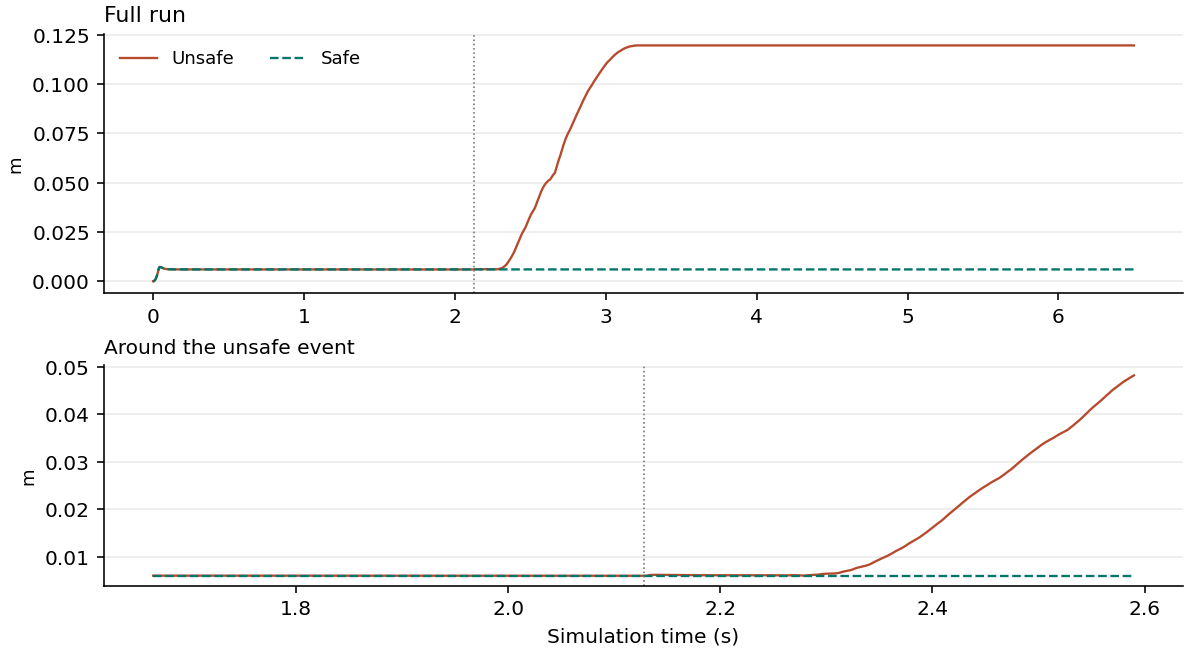 Full run
0.125
Unsafe Safe
0.100
0.075
m
0.050
0.025
0.000
0 1 2 3 4 5 6
Around the unsafe event
0.05
0.04
0.03
m
0.02
0.01
1.8 2.0 2.2 2.4 2.6
Simulation time (s)